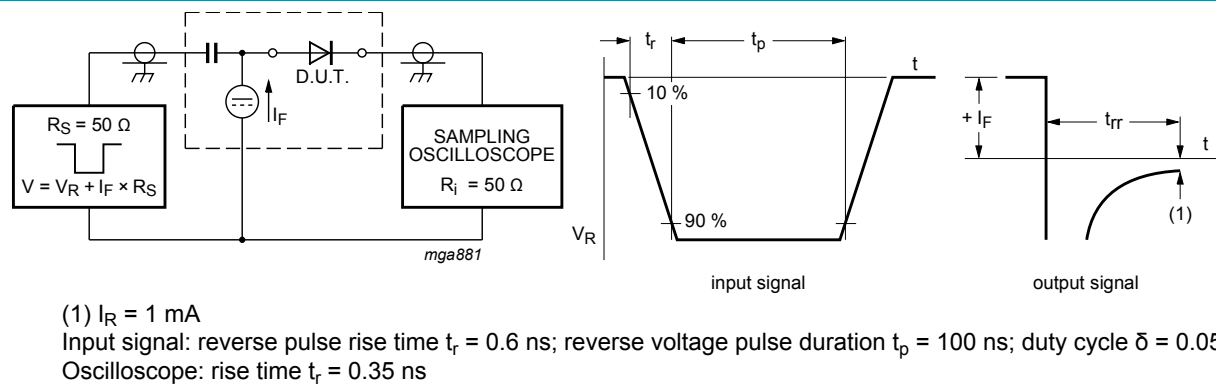 t_r
t_p
t
10 %
90 %
V_R
input signal
+ I_F
t_rr
t
(1)
output signal
D.U.T.
I_F
R_S = 50 Ω
V = V_R + I_F × R_S
SAMPLING
OSCILLOSCOPE
R_i = 50 Ω
mga881
(1) I_R = 1 mA
Input signal: reverse pulse rise time t_r = 0.6 ns; reverse voltage pulse duration t_p = 100 ns; duty cycle δ = 0.05
Oscilloscope: rise time t_r = 0.35 ns